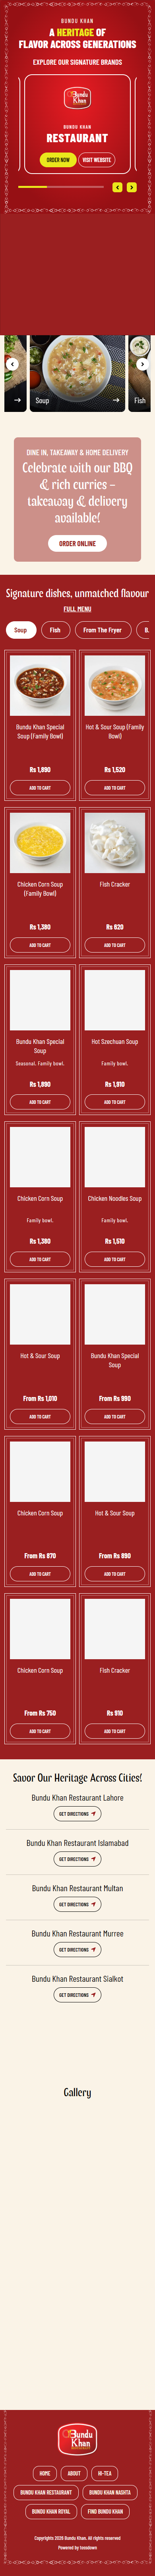 BUNDU KHAN
A HERITAGE OF
FLAVOR ACROSS GENERATIONS
EXPLORE OUR SIGNATURE BRANDS
Bundu
Khan
BUNDU KHAN
RESTAURANT
ORDER NOW
VISIT WEBSITE
Soup
Fish
DINE IN, TAKEAWAY & HOME DELIVERY
Celebrate with our BBQ
& rich curries –
takeaway & delivery
available!
ORDER ONLINE
Signature dishes, unmatched flavour
FULL MENU
Soup
Fish
From The Fryer
B.
Bundu Khan Special
Soup (Family Bowl)
Rs 1,890
ADD TO CART
Hot & Sour Soup (Family
Bowl)
Rs 1,520
ADD TO CART
Chicken Corn Soup
(Family Bowl)
Rs 1,380
ADD TO CART
Fish Cracker
Rs 620
ADD TO CART
Bundu Khan Special
Soup
Seasonal. Family bowl.
Rs 1,890
ADD TO CART
Hot Szechuan Soup
Family bowl.
Rs 1,910
ADD TO CART
Chicken Corn Soup
Family bowl.
Rs 1,380
ADD TO CART
Chicken Noodles Soup
Family bowl.
Rs 1,510
ADD TO CART
Hot & Sour Soup
From Rs 1,010
ADD TO CART
Bundu Khan Special
Soup
From Rs 990
ADD TO CART
Chicken Corn Soup
From Rs 870
ADD TO CART
Hot & Sour Soup
From Rs 890
ADD TO CART
Chicken Corn Soup
From Rs 750
ADD TO CART
Fish Cracker
Rs 910
ADD TO CART
Savor Our Heritage Across Cities!
Bundu Khan Restaurant Lahore
GET DIRECTIONS
Bundu Khan Restaurant Islamabad
GET DIRECTIONS
Bundu Khan Restaurant Multan
GET DIRECTIONS
Bundu Khan Restaurant Murree
GET DIRECTIONS
Bundu Khan Restaurant Sialkot
GET DIRECTIONS
Gallery
Bundu
Khan
HOME
ABOUT
HI-TEA
BUNDU KHAN RESTAURANT
BUNDU KHAN NASHTA
BUNDU KHAN ROYAL
FIND BUNDU KHAN
Copyrights 2026 Bundu Khan. All rights reserved
Powered by tossdown